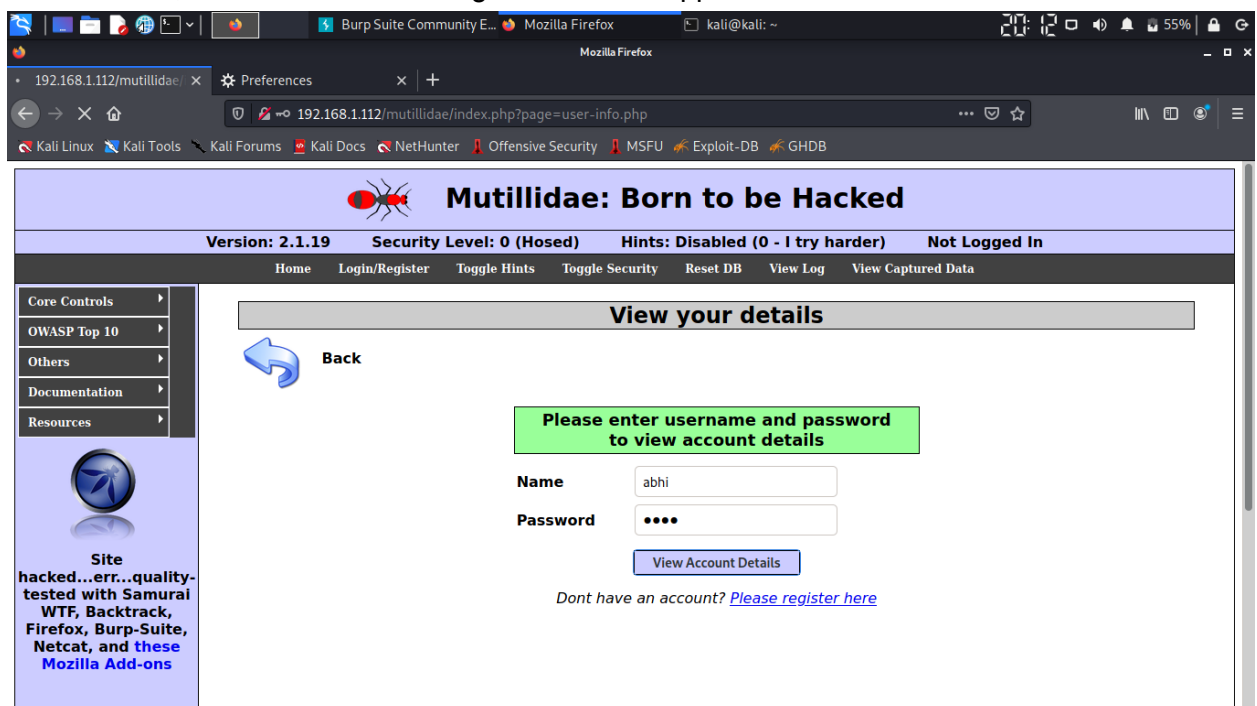 Burp Suite Community E...
Mozilla Firefox
kali@kali: ~
20:12
55%
Mozilla Firefox
192.168.1.112/mutillidae/
Preferences
192.168.1.112/mutillidae/index.php?page=user-info.php
Kali Linux Kali Tools Kali Forums Kali Docs NetHunter Offensive Security MSFU Exploit-DB GHDB
Mutillidae: Born to be Hacked
Version: 2.1.19 Security Level: 0 (Hosed) Hints: Disabled (0 - I try harder) Not Logged In
Home Login/Register Toggle Hints Toggle Security Reset DB View Log View Captured Data
Core Controls
OWASP Top 10
Others
Documentation
Resources
Site
hacked...err...quality-
tested with Samurai
WTF, Backtrack,
Firefox, Burp-Suite,
Netcat, and these
Mozilla Add-ons
View your details
Back
Please enter username and password
to view account details
Name abhi
Password ••••
View Account Details
Dont have an account? Please register here